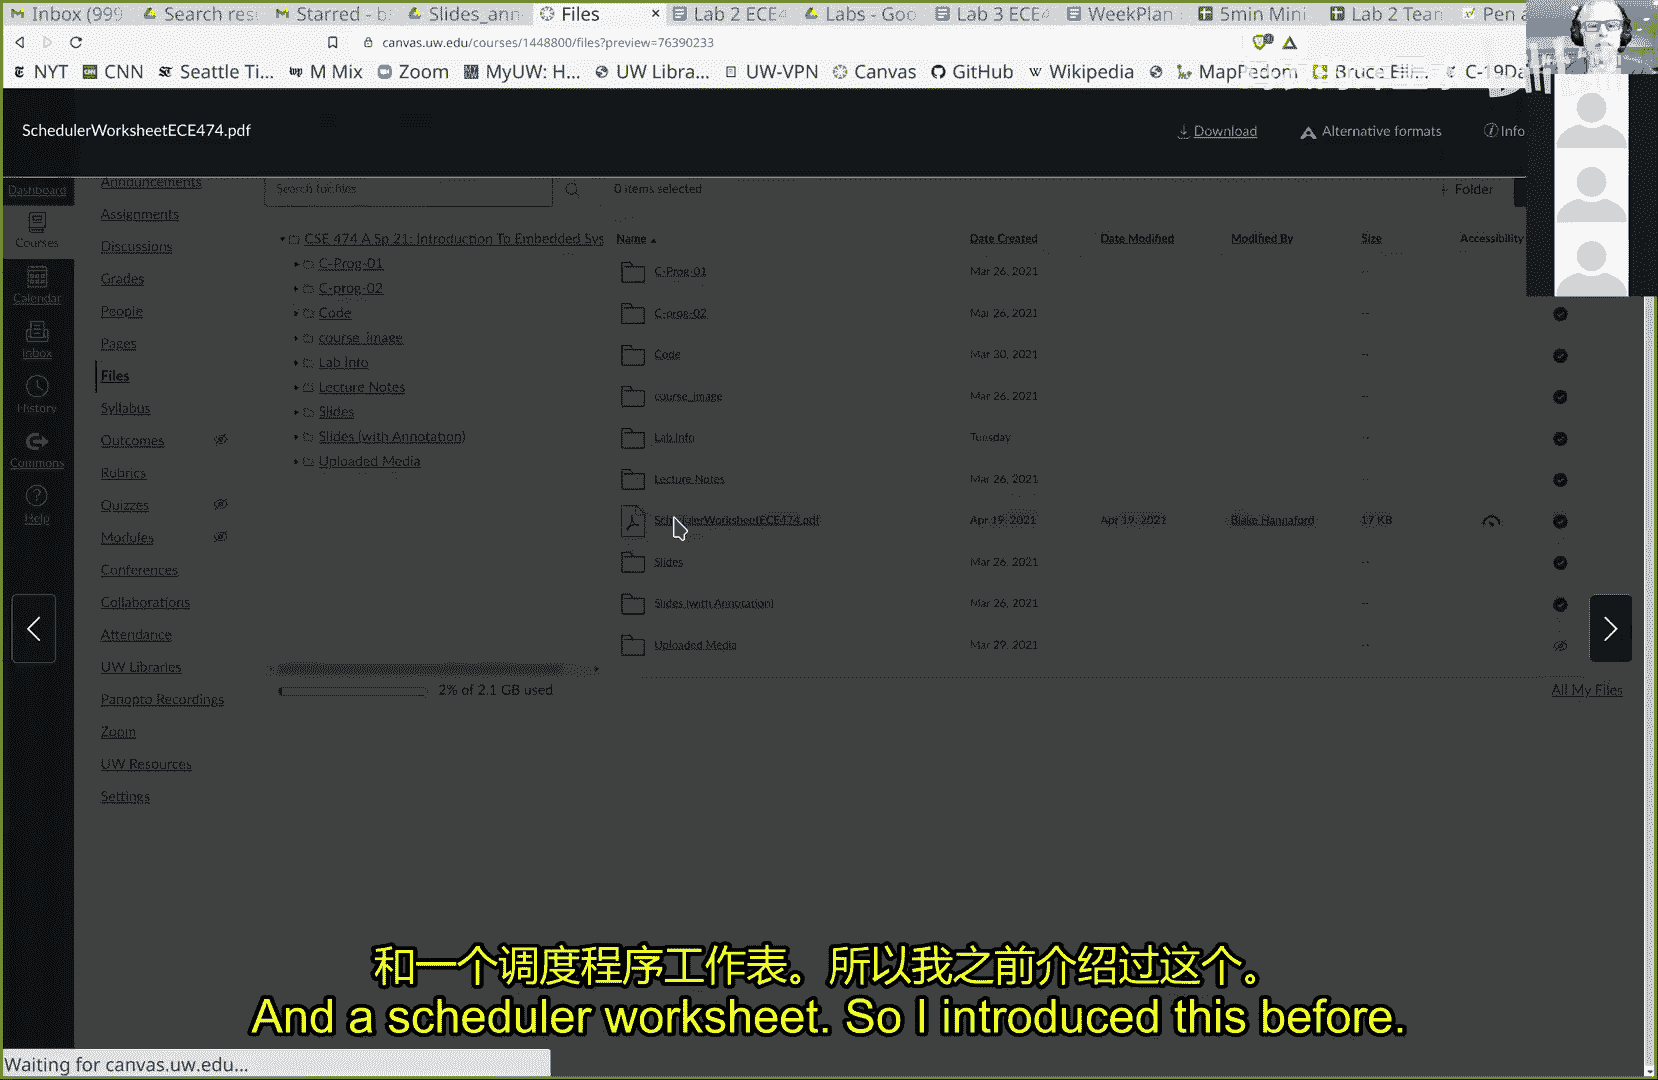 Inbox (999
Search res
Starred - b
Slides_ann
Files
Lab 2 ECE4
Labs - Goo
Lab 3 ECE4
WeekPlan
5min Mini
Lab 2 Tean
Pen a
canvas.uw.edu/courses/1448800/files?preview=76390233
NYT CNN Seattle Ti... M Mix Zoom MyUW: H... UW Libra... UW-VPN Canvas GitHub Wikipedia MapPedom Bruce Ell... C-19Da
SchedulerWorksheetECE474.pdf
Download
Alternative formats
Info
Dashboard
Courses
Calendar
Inbox
History
Commons
Help
Announcements
Assignments
Discussions
Grades
People
Pages
Files
Syllabus
Outcomes
Rubrics
Quizzes
Modules
Conferences
Collaborations
Attendance
UW Libraries
Panopto Recordings
Zoom
UW Resources
Settings
Search for files
0 items selected
Folder
CSE 474 A Sp 21: Introduction To Embedded Sys
C-Prog-01
C-prog-02
Code
course_image
Lab Info
Lecture Notes
Slides
Slides (with Annotation)
Uploaded Media
2% of 2.1 GB used
Name Date Created Date Modified Modified By Size Accessibility
C-Prog-01 Mar 26, 2021 --
C-prog-02 Mar 26, 2021 --
Code Mar 30, 2021 --
course_image Mar 26, 2021 --
Lab Info Tuesday --
Lecture Notes Mar 26, 2021 --
SchedulerWorksheetECE474.pdf Apr 19, 2021 Apr 19, 2021 Blake Hannaford 17 KB
Slides Mar 26, 2021 --
Slides (with Annotation) Mar 26, 2021 --
Uploaded Media Mar 29, 2021 --
All My Files
和一个调度程序工作表。所以我之前介绍过这个。
And a scheduler worksheet. So I introduced this before.
Waiting for canvas.uw.edu...